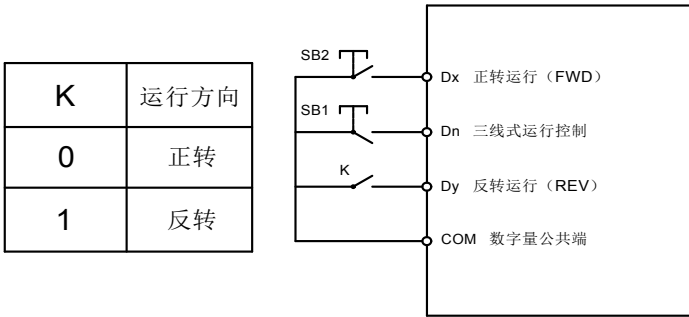 K 运行方向
0 正转
1 反转
SB2
Dx 正转运行（FWD）
SB1
Dn 三线式运行控制
K
Dy 反转运行（REV）
COM 数字量公共端